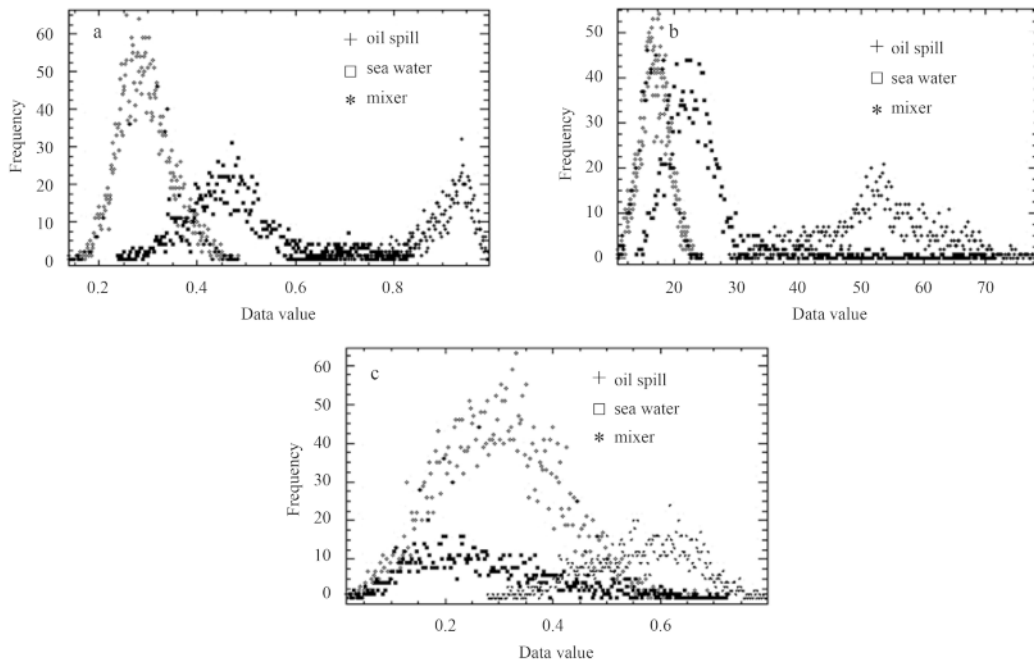 a
+ oil spill
□ sea water
* mixer
60
50
40
30
20
10
0
Frequency
0.2 0.4 0.6 0.8
Data value
b
+ oil spill
□ sea water
* mixer
50
40
30
20
10
0
Frequency
20 30 40 50 60 70
Data value
c
+ oil spill
□ sea water
* mixer
60
50
40
30
20
10
0
Frequency
0.2 0.4 0.6
Data value